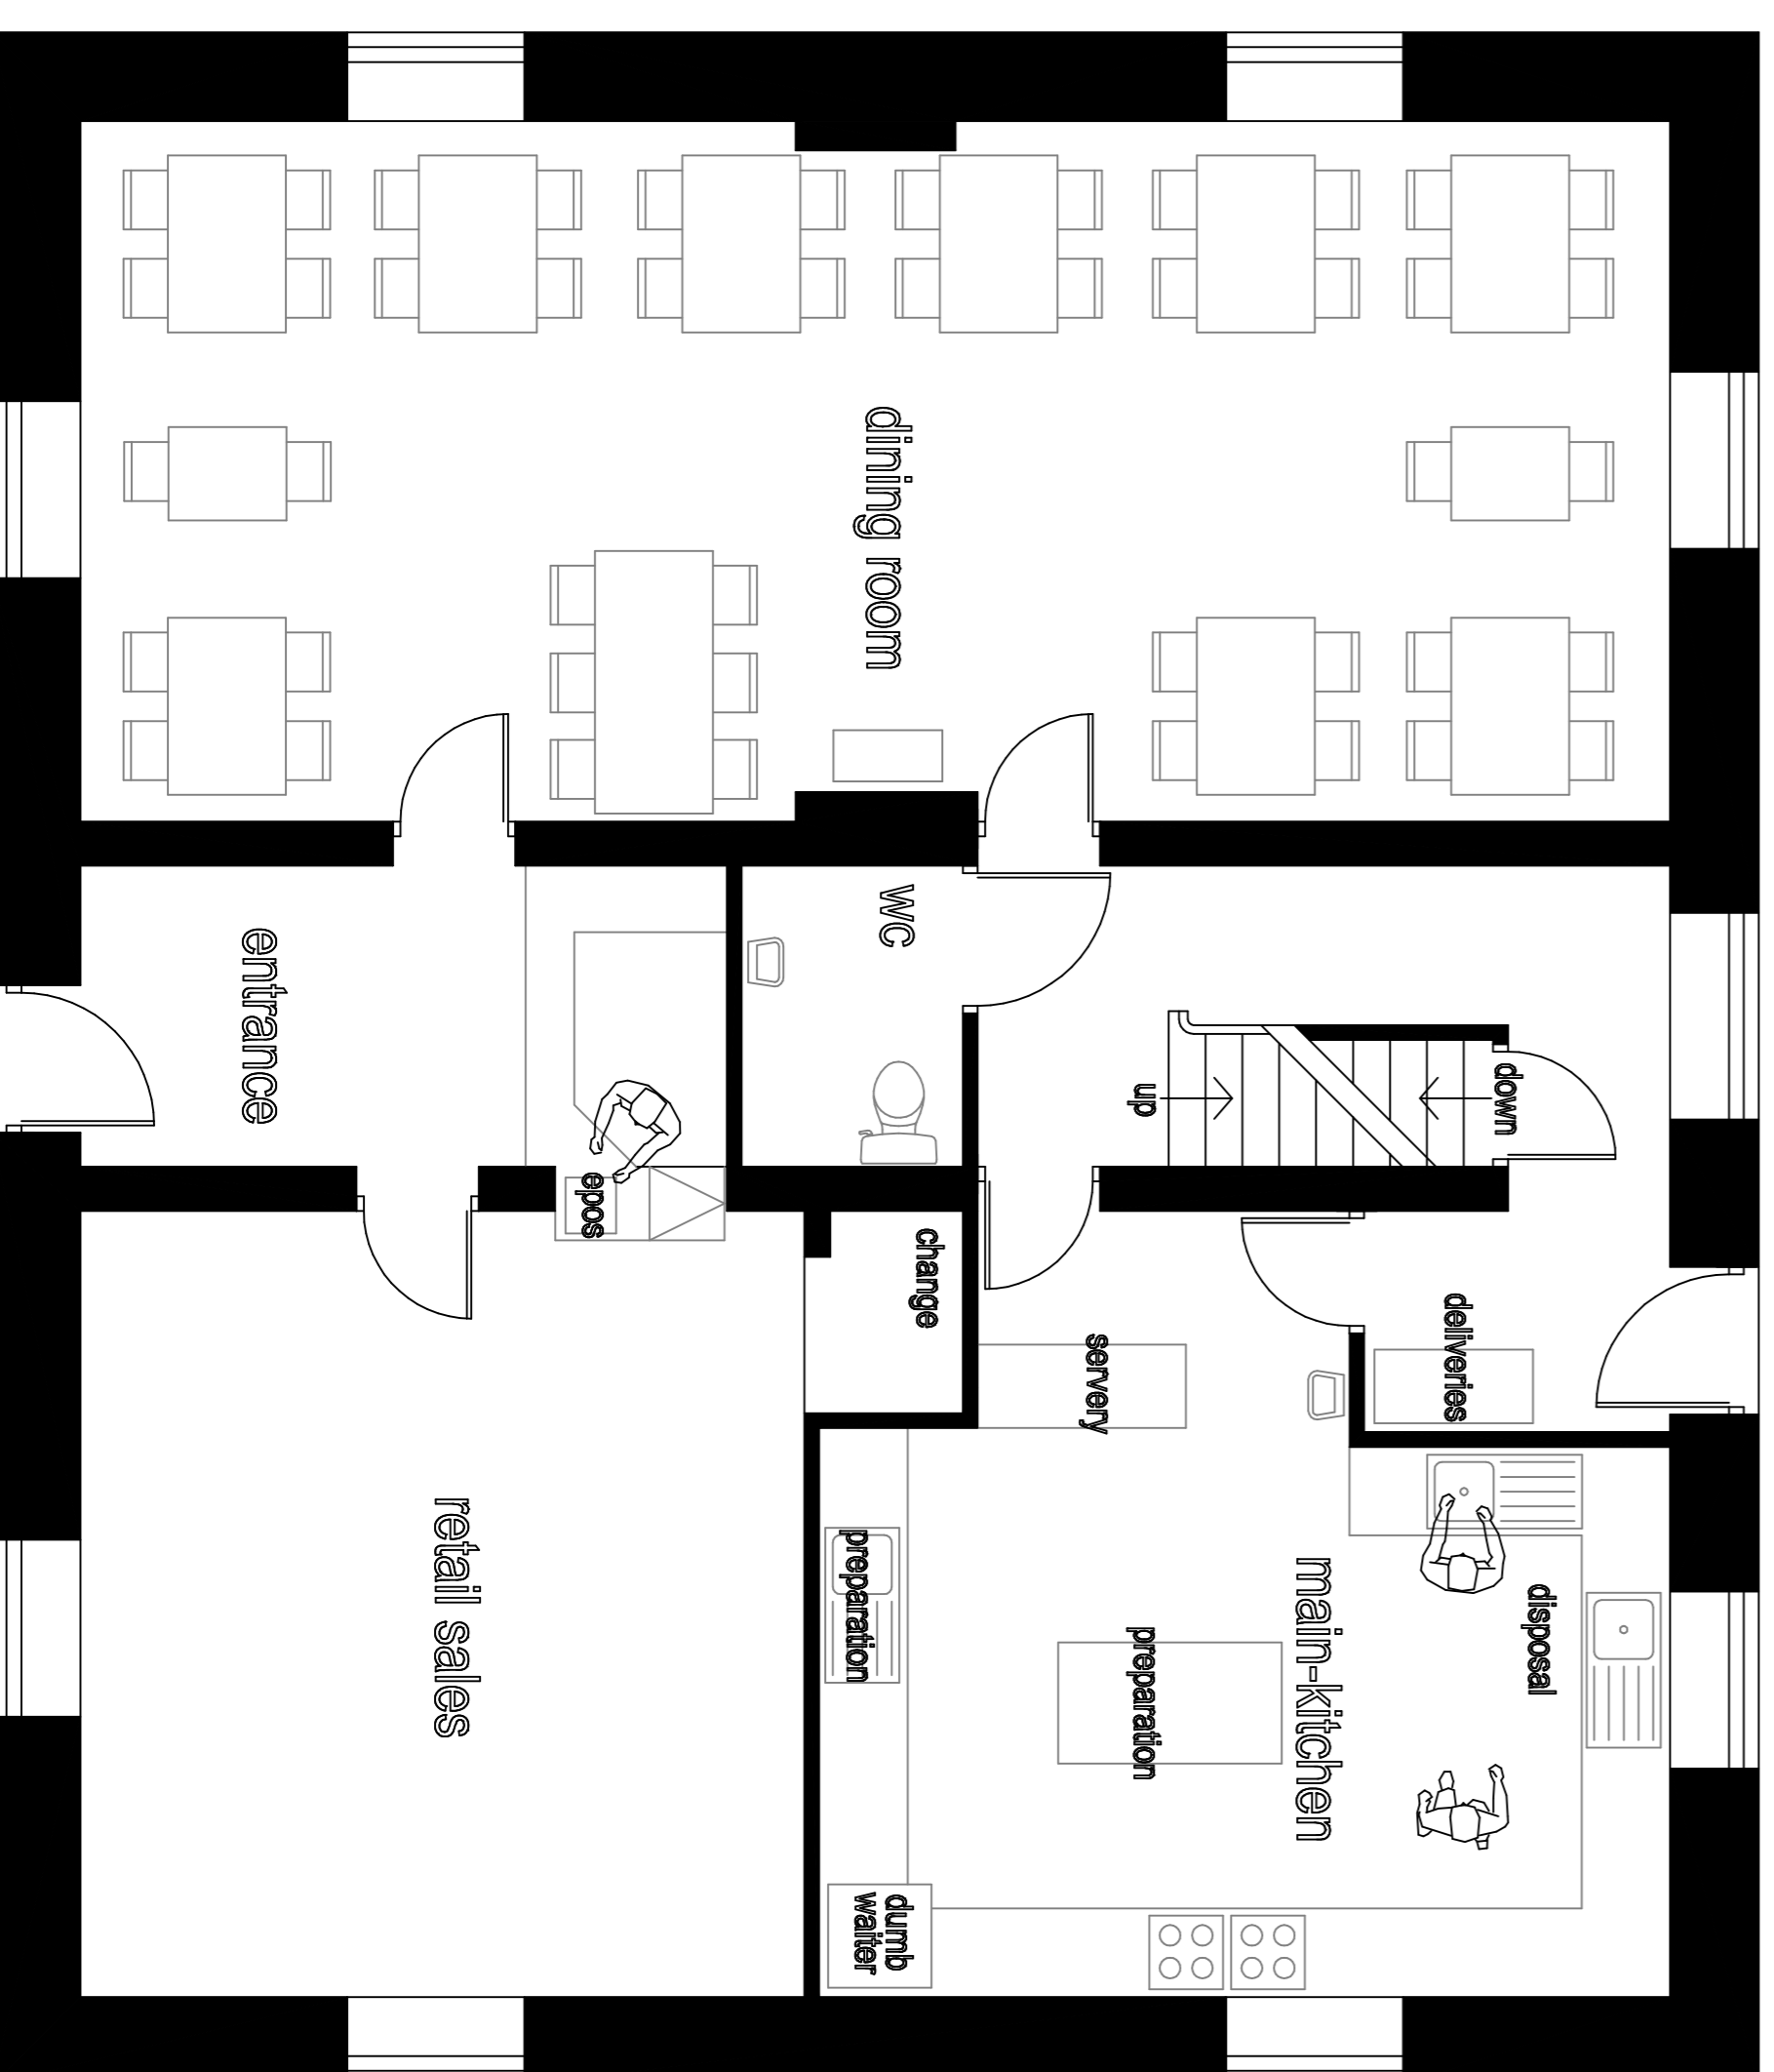 dining room
entrance
WC
up
down
epos
change
servery
deliveries
retail sales
preparation
preparation
main-kitchen
disposal
dumb
waiter